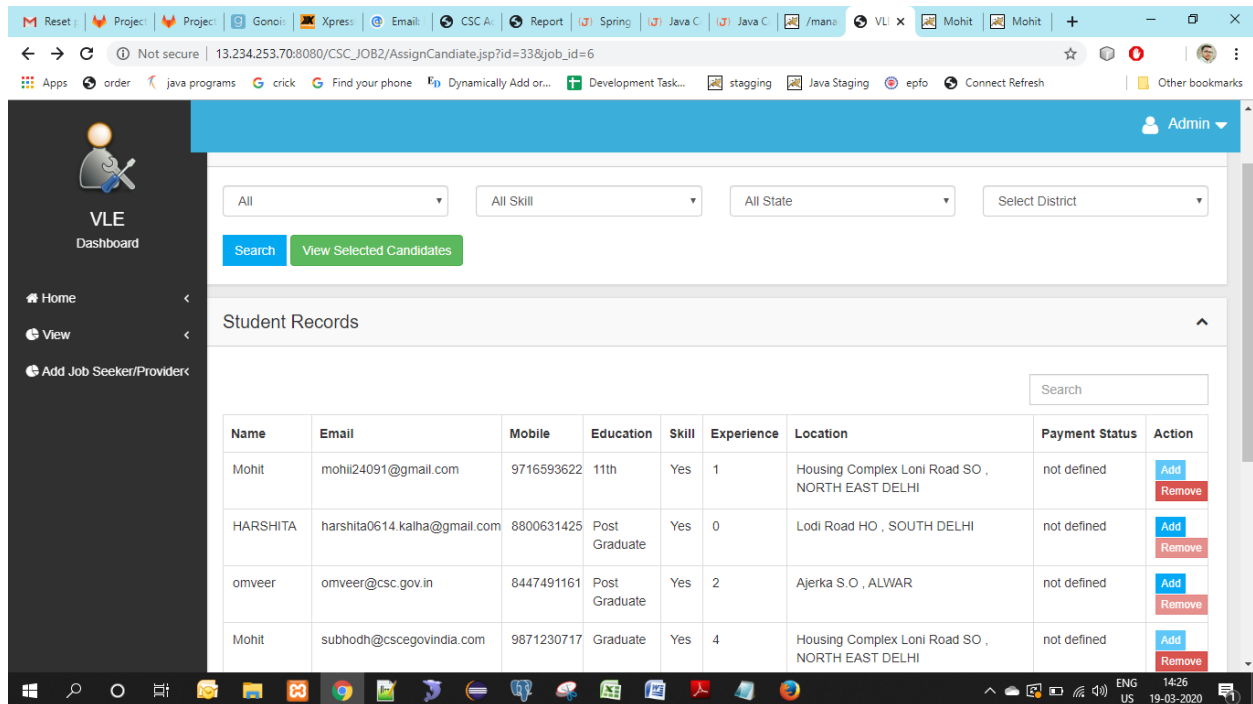 Reset p
Project
Project
Gonois
Xpress
Email:
CSC Ac
Report
Spring
Java C
Java C
/mana
VLE
Mohit
Mohit
Not secure | 13.234.253.70:8080/CSC_JOB2/AssignCandiate.jsp?id=33&job_id=6
Apps order java programs crick Find your phone Dynamically Add or... Development Task... stagging Java Staging epfo Connect Refresh Other bookmarks
Admin
VLE
Dashboard
Home
View
Add Job Seeker/Provider
All All Skill All State Select District
Search View Selected Candidates
Student Records
Search
Name Email Mobile Education Skill Experience Location Payment Status Action
Mohit mohii24091@gmail.com 9716593622 11th Yes 1 Housing Complex Loni Road SO , not defined Add
NORTH EAST DELHI Remove
HARSHITA harshita0614.kalha@gmail.com 8800631425 Post Yes 0 Lodi Road HO , SOUTH DELHI not defined Add
Graduate Remove
omveer omveer@csc.gov.in 8447491161 Post Yes 2 Ajerka S.O , ALWAR not defined Add
Graduate Remove
Mohit subhodh@cscegovindia.com 9871230717 Graduate Yes 4 Housing Complex Loni Road SO , not defined Add
NORTH EAST DELHI Remove
ENG 14:26
US 19-03-2020